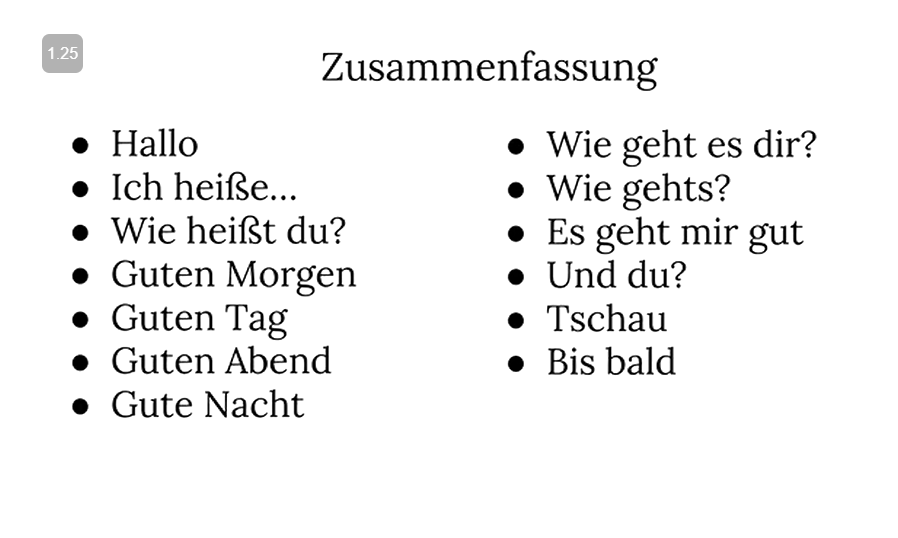 1.25
Zusammenfassung
● Hallo
● Ich heiße...
● Wie heißt du?
● Guten Morgen
● Guten Tag
● Guten Abend
● Gute Nacht
● Wie geht es dir?
● Wie gehts?
● Es geht mir gut
● Und du?
● Tschau
● Bis bald